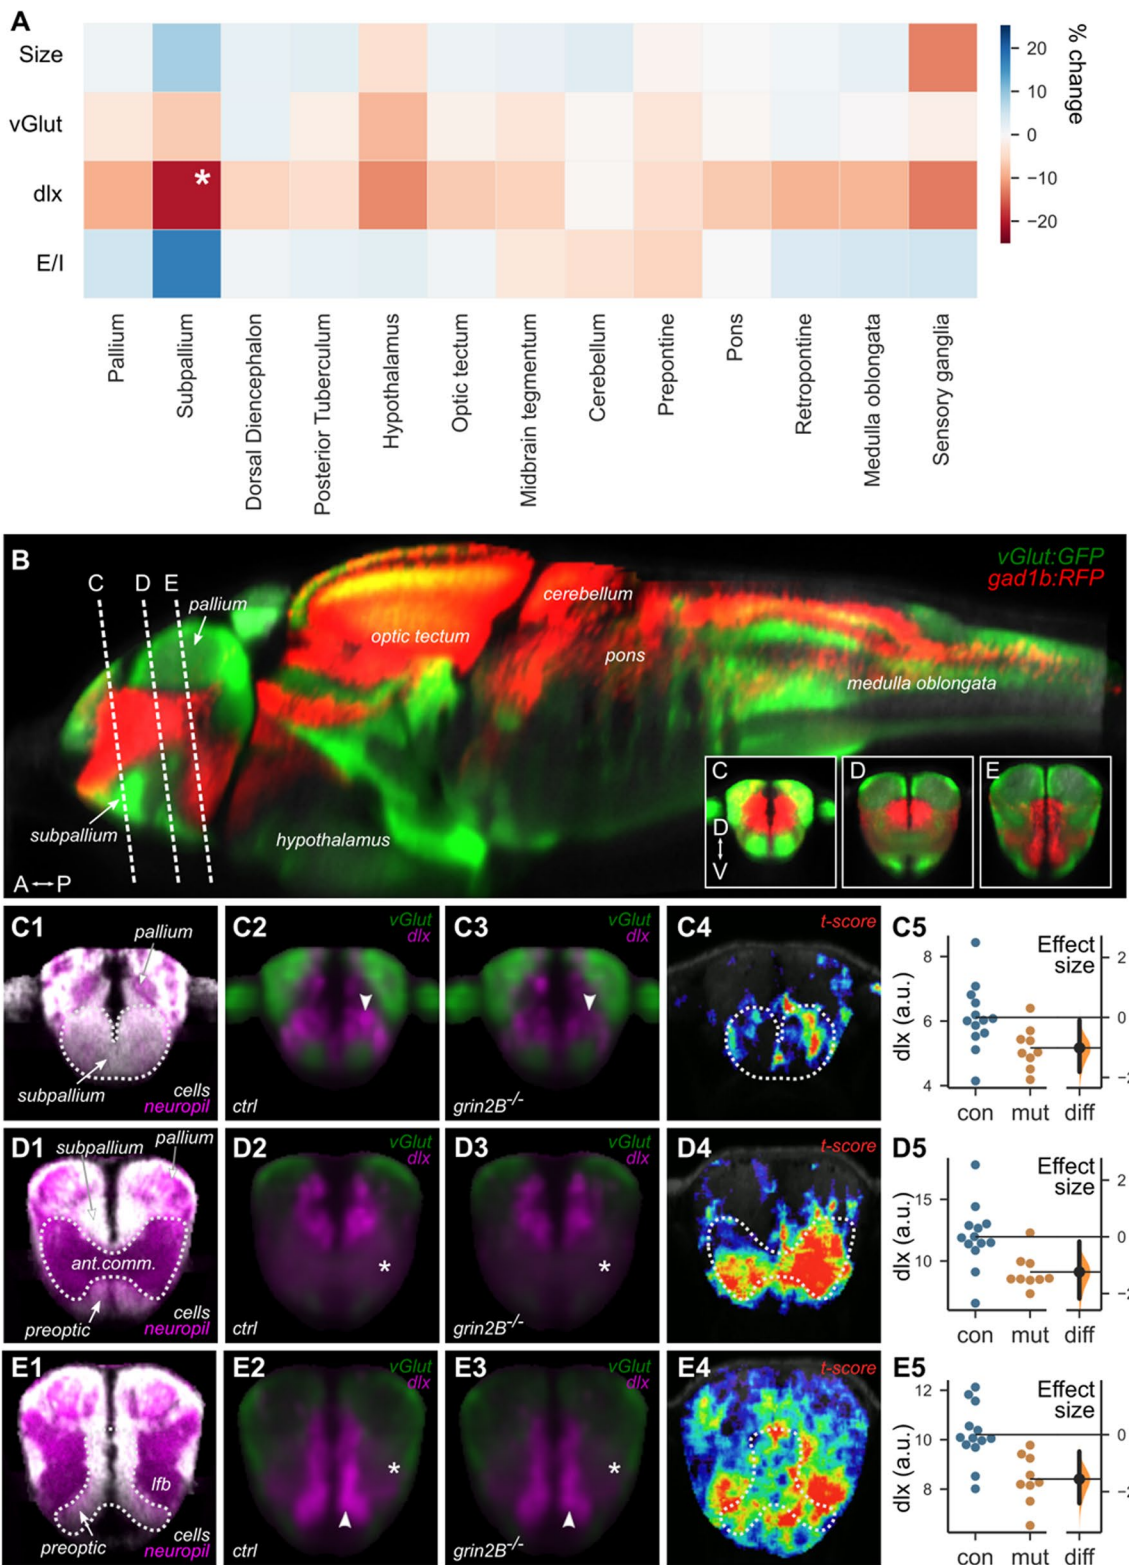 A
Size
vGlut
dlx
E/I
*
20
10
0
−10
−20
% change
Pallium
Subpallium
Dorsal Diencephalon
Posterior Tuberculum
Hypothalamus
Optic tectum
Midbrain tegmentum
Cerebellum
Prepontine
Pons
Retropontine
Medulla oblongata
Sensory ganglia
B
C D E
pallium
vGlut:GFP
gad1b:RFP
cerebellum
optic tectum
pons
medulla oblongata
subpallium
hypothalamus
A ↔ P
C
D
↕
V
D
E
C1
pallium
subpallium
cells
neuropil
C2
vGlut
dlx
ctrl
C3
vGlut
dlx
grin2B-/-
C4
t-score
C5
Effect
size
8
6
4
dlx (a.u.)
2
0
−2
con mut diff
D1
subpallium
pallium
ant.comm.
preoptic
cells
neuropil
D2
vGlut
dlx
*
ctrl
D3
vGlut
dlx
*
grin2B-/-
D4
t-score
D5
Effect
size
15
10
dlx (a.u.)
0
−2
con mut diff
E1
lfb
preoptic
cells
neuropil
E2
vGlut
dlx
*
ctrl
E3
vGlut
dlx
*
grin2B-/-
E4
t-score
E5
Effect
size
12
10
8
dlx (a.u.)
0
−2
con mut diff